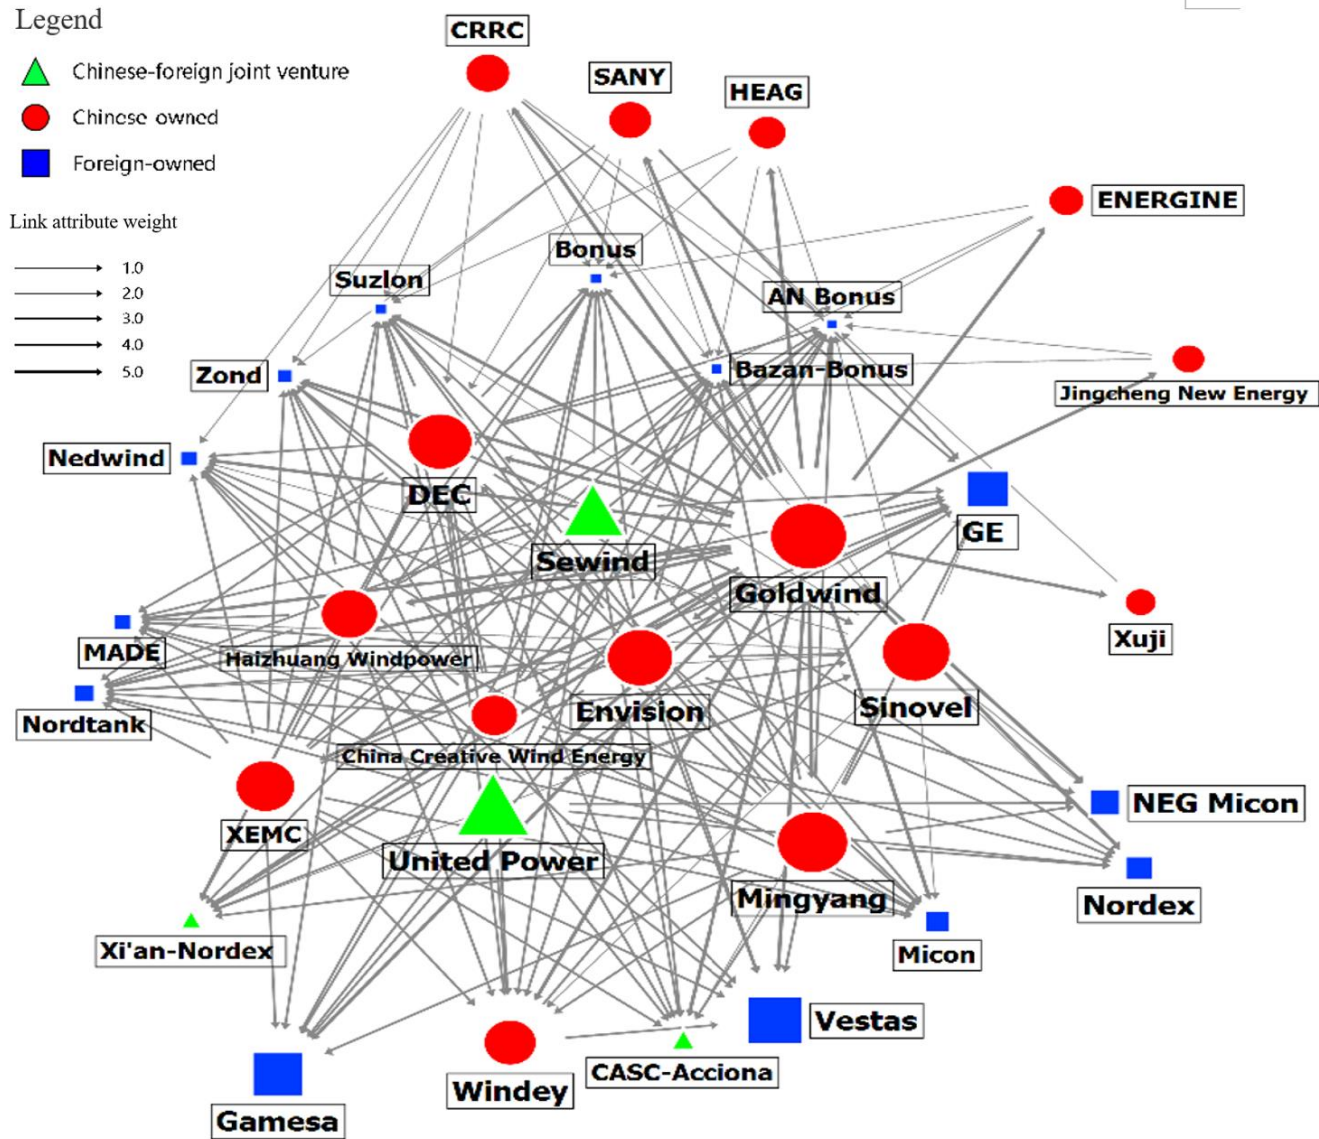 Legend
Chinese-foreign joint venture
Chinese owned
Foreign-owned
Link attribute weight
1.0
2.0
3.0
4.0
5.0
CRRC
SANY
HEAG
ENERGINE
Bonus
Suzlon
AN Bonus
Zond
Bazan-Bonus
Jingcheng New Energy
Nedwind
DEC
GE
Sewind
Goldwind
Xuji
MADE
Haizhuang Windpower
Nordtank
Envision
Sinovel
China Creative Wind Energy
NEG Micon
XEMC
United Power
Mingyang
Nordex
Xi'an-Nordex
Micon
Vestas
CASC-Acciona
Windey
Gamesa